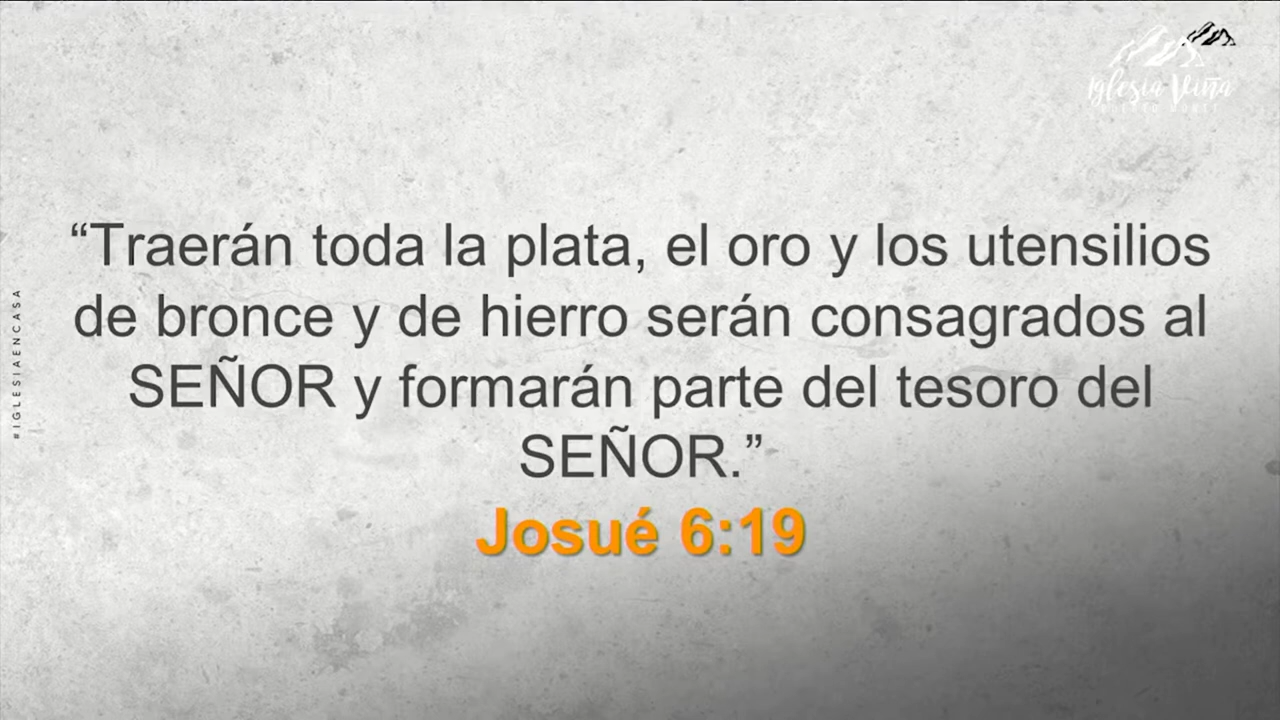 Iglesia Viña
#IGLESIAENCASA
“Traerán toda la plata, el oro y los utensilios
de bronce y de hierro serán consagrados al
SEÑOR y formarán parte del tesoro del
SEÑOR.”
Josué 6:19